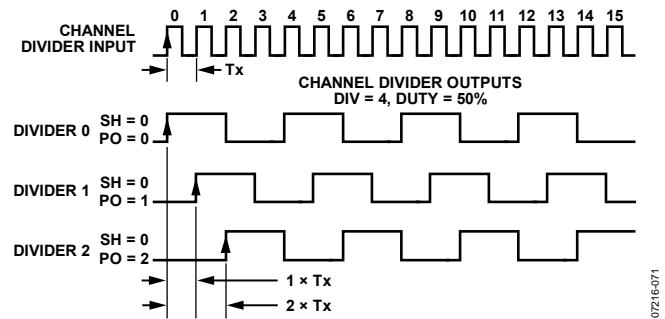 0 1 2 3 4 5 6 7 8 9 10 11 12 13 14 15
CHANNEL
DIVIDER INPUT
Tx
CHANNEL DIVIDER OUTPUTS
DIV = 4, DUTY = 50%
DIVIDER 0 SH = 0
PO = 0
DIVIDER 1 SH = 0
PO = 1
DIVIDER 2 SH = 0
PO = 2
1 × Tx
2 × Tx
07216-071